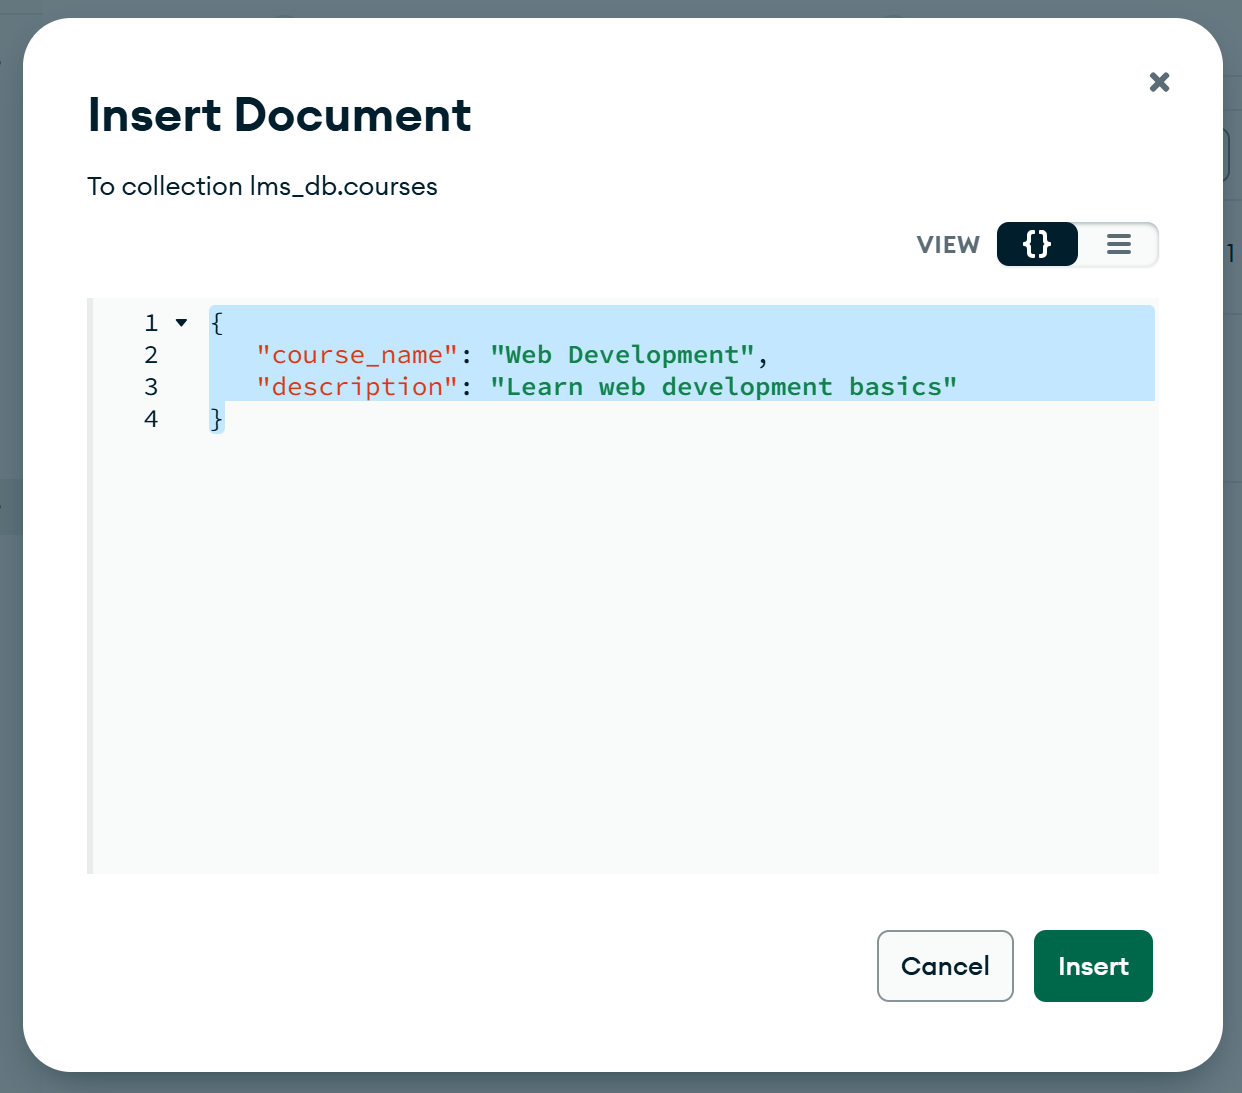 Insert Document
To collection lms_db.courses
VIEW {} 
1 {
2 "course_name": "Web Development",
3 "description": "Learn web development basics"
4 }
Cancel Insert
1